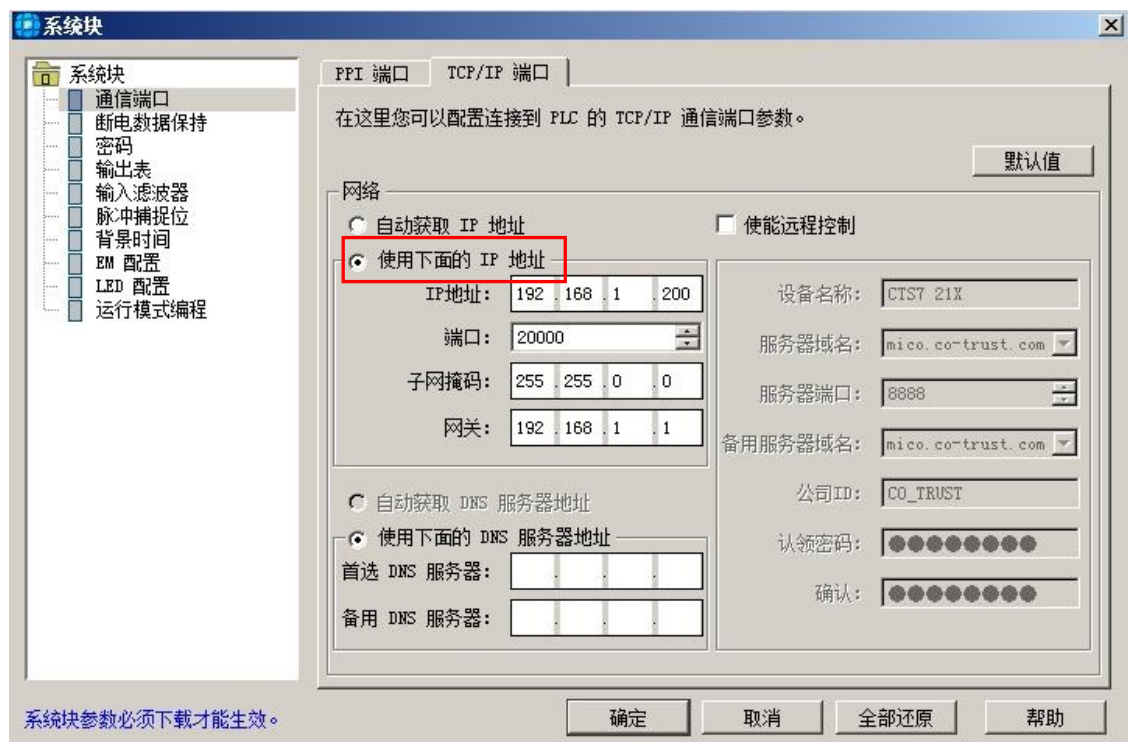 系统块
系统块
通信端口
断电数据保持
密码
输出表
输入滤波器
脉冲捕捉位
背景时间
EM 配置
LED 配置
运行模式编程
PPI 端口
TCP/IP 端口
在这里您可以配置连接到 PLC 的 TCP/IP 通信端口参数。
默认值
网络
自动获取 IP 地址
使能远程控制
使用下面的 IP 地址
IP地址: 192 . 168 . 1 . 200
端口: 20000
子网掩码: 255 . 255 . 0 . 0
网关: 192 . 168 . 1 . 1
自动获取 DNS 服务器地址
使用下面的 DNS 服务器地址
首选 DNS 服务器: . . .
备用 DNS 服务器: . . .
设备名称: CTS7 21X
服务器域名: mico.co-trust.com
服务器端口: 8888
备用服务器域名: mico.co-trust.com
公司ID: CO_TRUST
认领密码: ●●●●●●●●
确认: ●●●●●●●●
系统块参数必须下载才能生效。
确定
取消
全部还原
帮助